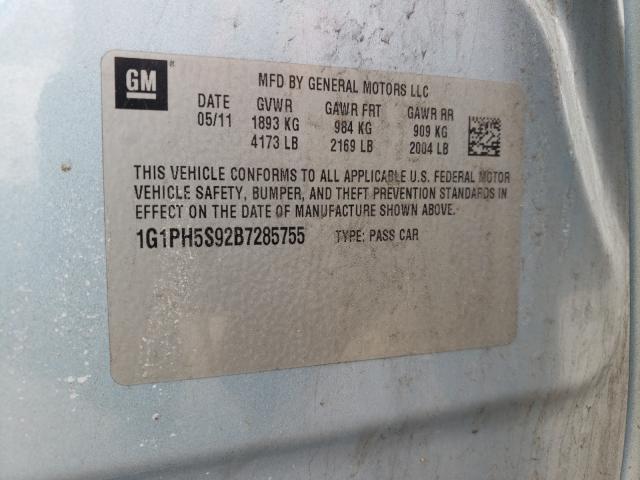 GM ®
MFD BY GENERAL MOTORS LLC
DATE GVWR GAWR FRT GAWR RR
05/11 1893 KG 984 KG 909 KG
4173 LB 2169 LB 2004 LB
THIS VEHICLE CONFORMS TO ALL APPLICABLE U.S. FEDERAL MOTOR
VEHICLE SAFETY, BUMPER, AND THEFT PREVENTION STANDARDS IN
EFFECT ON THE DATE OF MANUFACTURE SHOWN ABOVE.
1G1PH5S92B7285755 TYPE: PASS CAR